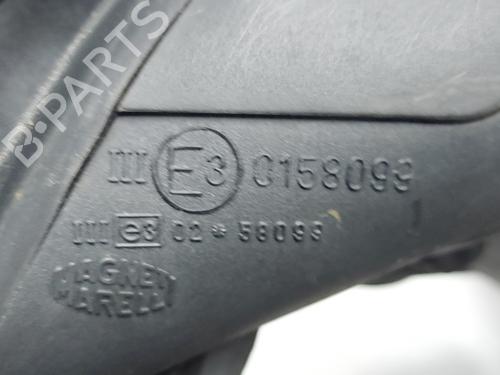 B-PARTS
III E3 0158099
III e3 02 * 58099
MAGNETI
MARELLI